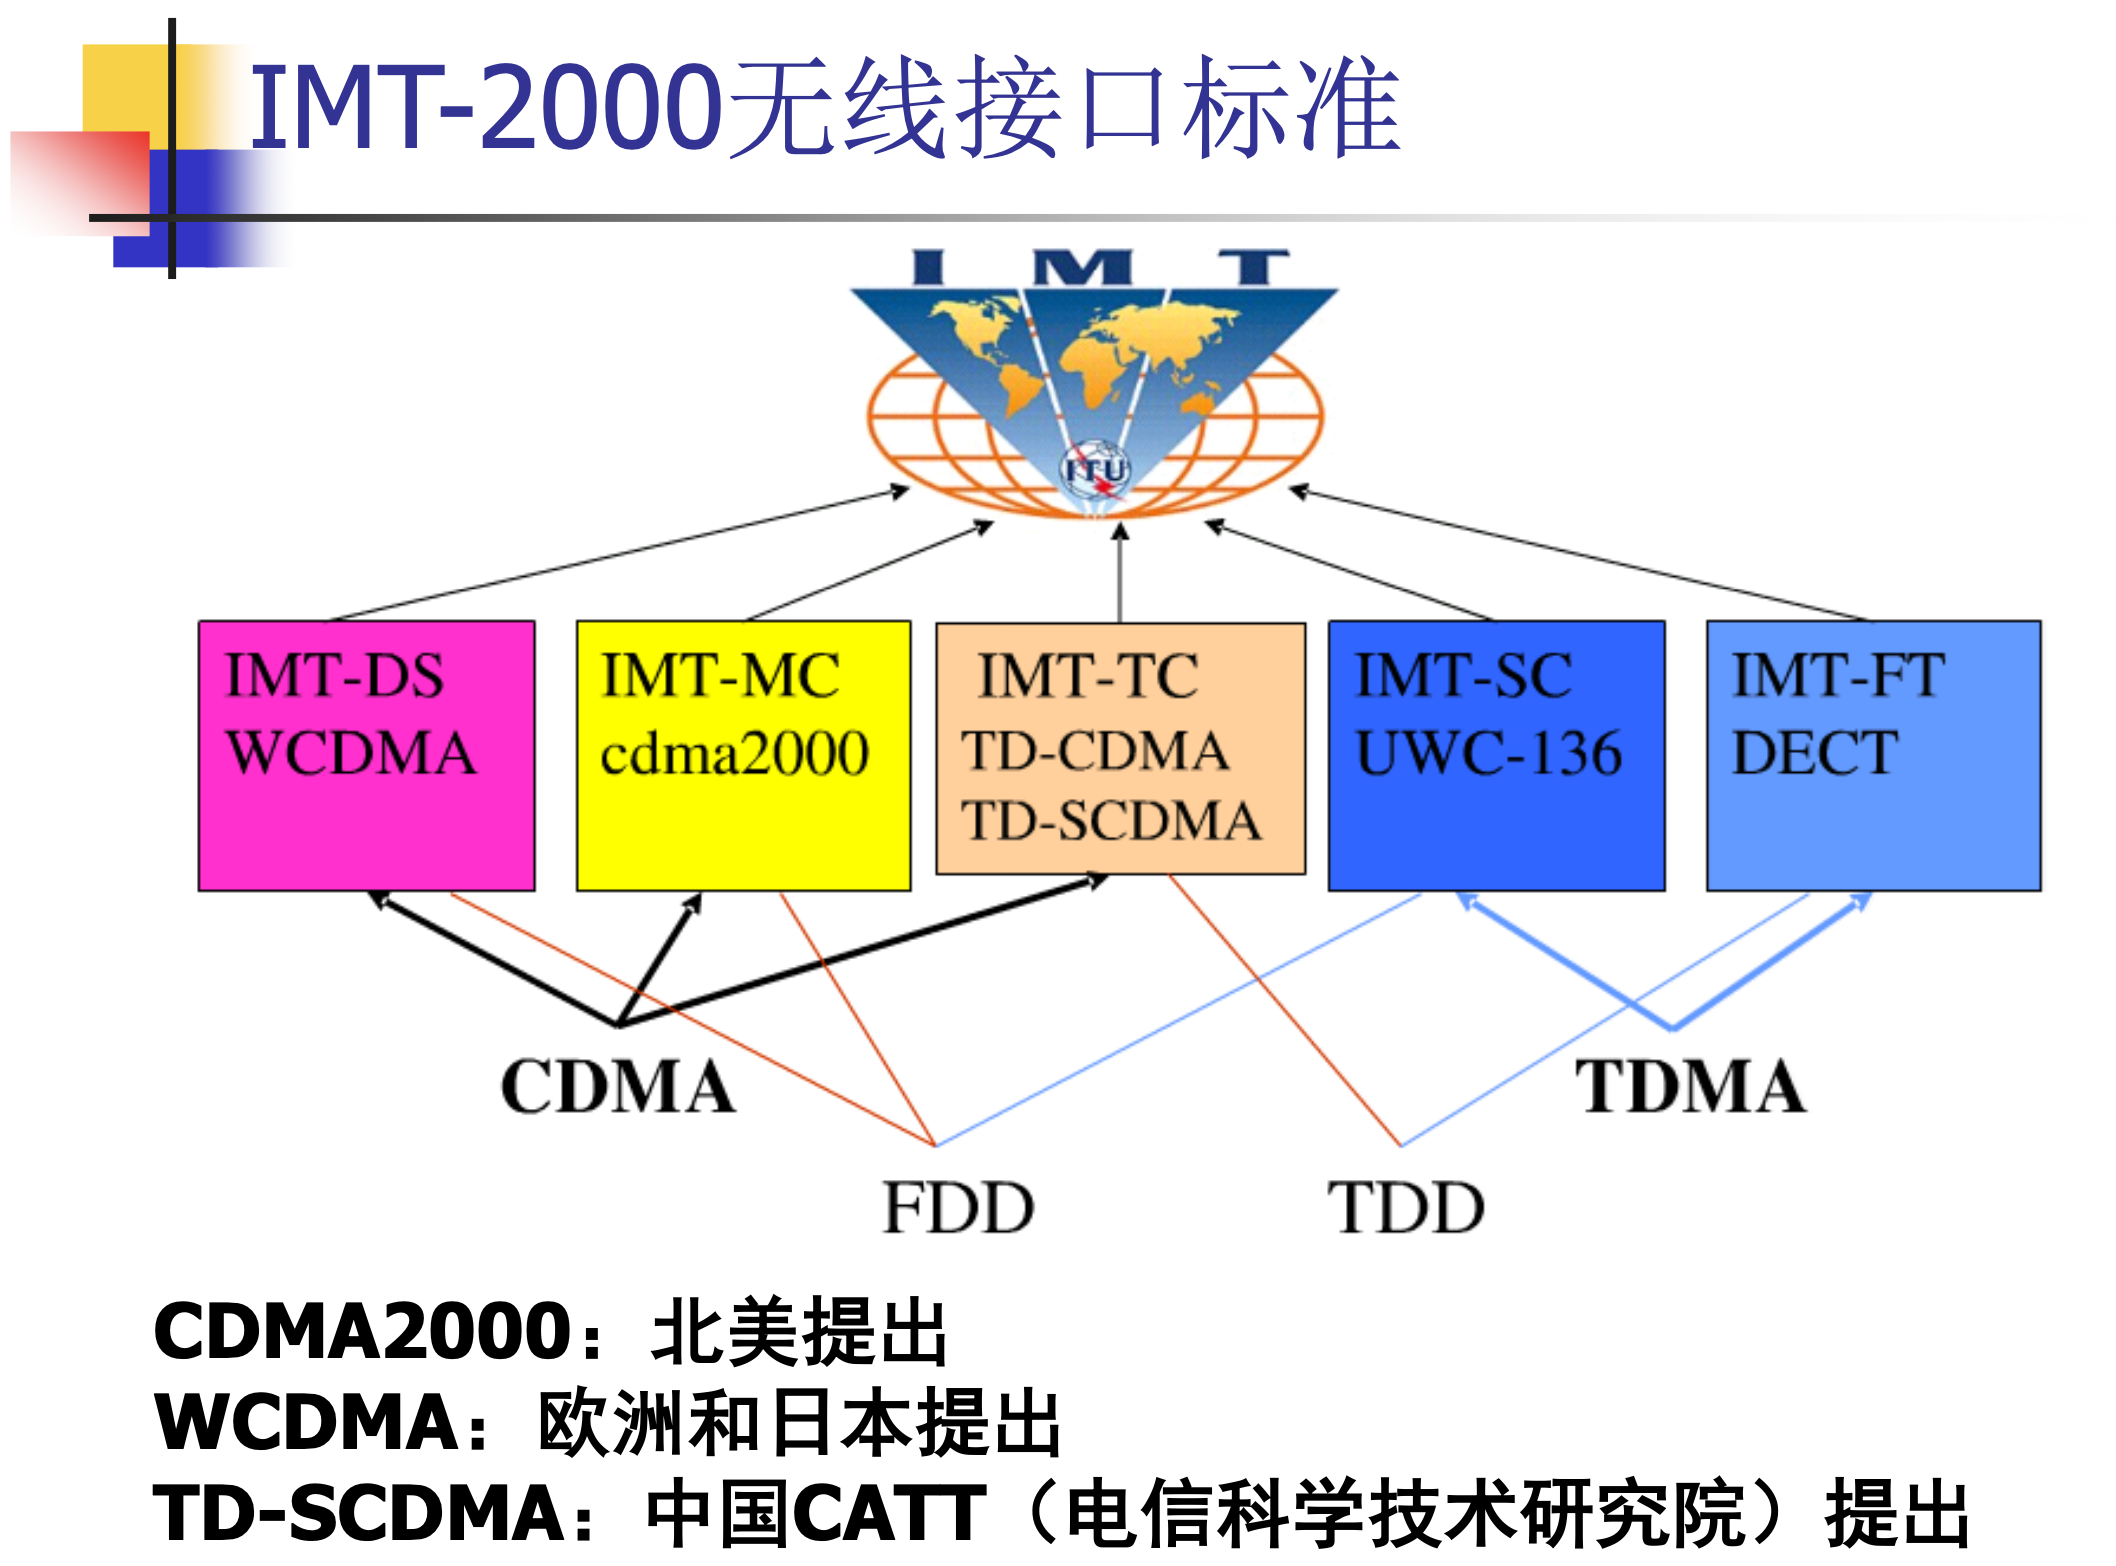 IMT-2000无线接口标准
I M T
ITU
IMT-DS
WCDMA
IMT-MC
cdma2000
IMT-TC
TD-CDMA
TD-SCDMA
IMT-SC
UWC-136
IMT-FT
DECT
CDMA
TDMA
FDD
TDD
CDMA2000：北美提出
WCDMA：欧洲和日本提出
TD-SCDMA：中国CATT（电信科学技术研究院）提出